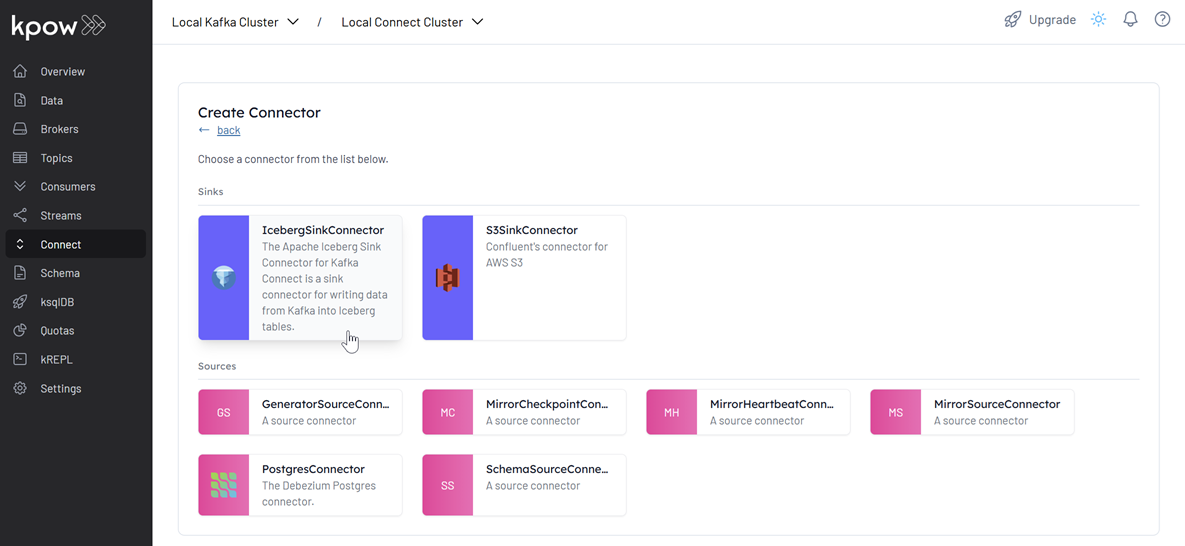 kpow
Local Kafka Cluster / Local Connect Cluster
Upgrade
Overview
Data
Brokers
Topics
Consumers
Streams
Connect
Schema
ksqlDB
Quotas
kREPL
Settings
Create Connector
← back
Choose a connector from the list below.
Sinks
IcebergSinkConnector
The Apache Iceberg Sink
Connector for Kafka
Connect is a sink
connector for writing data
from Kafka into Iceberg
tables.
S3SinkConnector
Confluent's connector for
AWS S3
Sources
GS
GeneratorSourceConn...
A source connector
MC
MirrorCheckpointCon...
A source connector
MH
MirrorHeartbeatConn...
A source connector
MS
MirrorSourceConnector
A source connector
PostgresConnector
The Debezium Postgres
connector.
SS
SchemaSourceConne...
A source connector